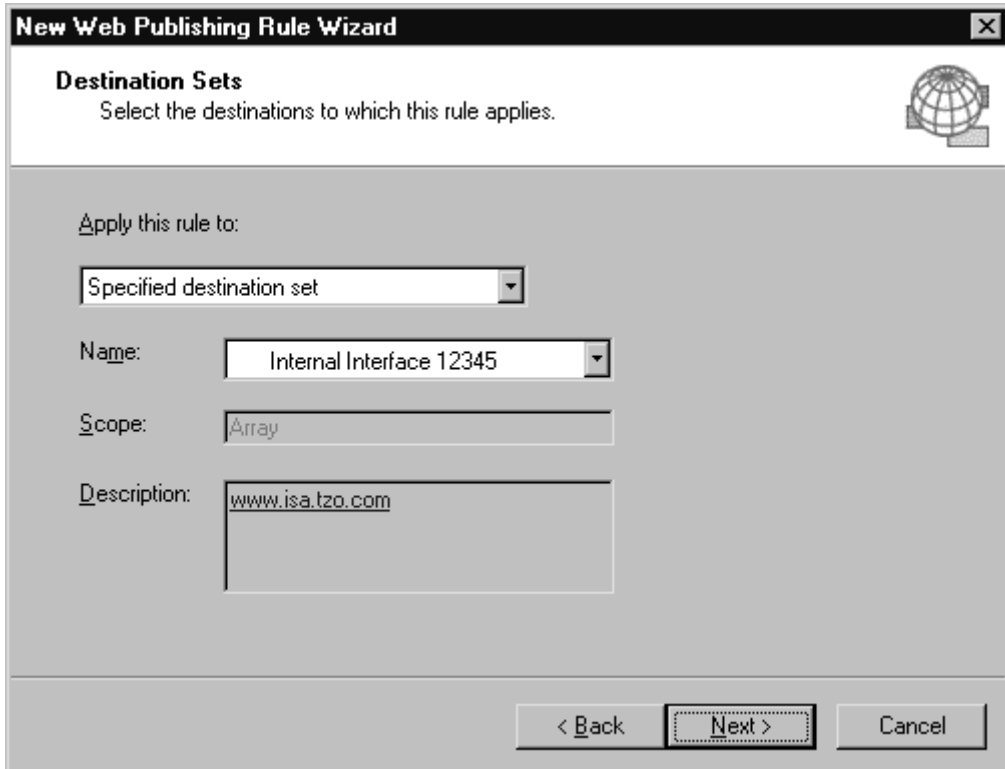 New Web Publishing Rule Wizard
Destination Sets
Select the destinations to which this rule applies.
Apply this rule to:
Specified destination set
Name: Internal Interface 12345
Scope: Array
Description: www.isa.tzo.com
< Back Next > Cancel